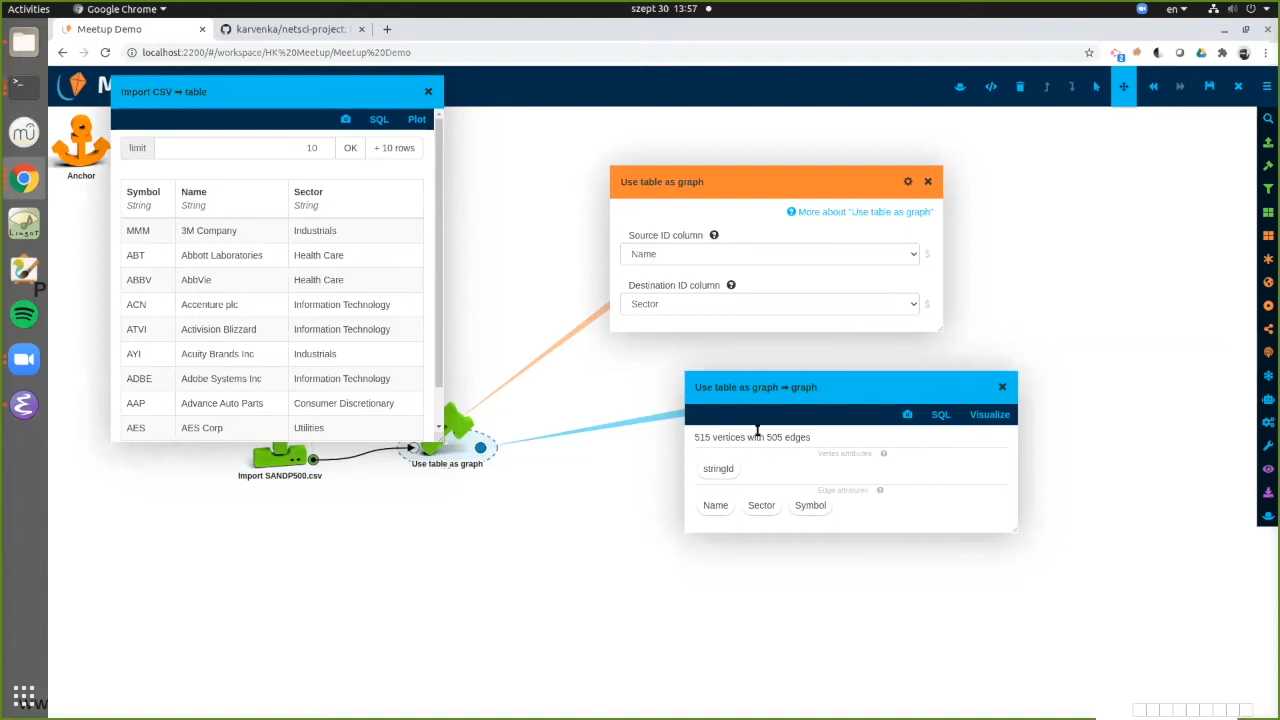 Activities
Google Chrome
szept 30 13:57
en
Meetup Demo
karvenka/netsci-project:
localhost:2200/#/workspace/HK%20Meetup/Meetup%20Demo
2
M
Import CSV ➡ table
SQL
Plot
limit
10
OK
+ 10 rows
Symbol Name Sector
String String String
MMM 3M Company Industrials
ABT Abbott Laboratories Health Care
ABBV AbbVie Health Care
ACN Accenture plc Information Technology
ATVI Activision Blizzard Information Technology
AYI Acuity Brands Inc Industrials
ADBE Adobe Systems Inc Information Technology
AAP Advance Auto Parts Consumer Discretionary
AES AES Corp Utilities
Anchor
Import SANDP500.csv
Use table as graph
Use table as graph
More about "Use table as graph"
Source ID column
Name
$
Destination ID column
Sector
$
Use table as graph ➡ graph
SQL
Visualize
515 vertices with 505 edges
Vertex attributes
stringId
Edge attributes
Name Sector Symbol
P